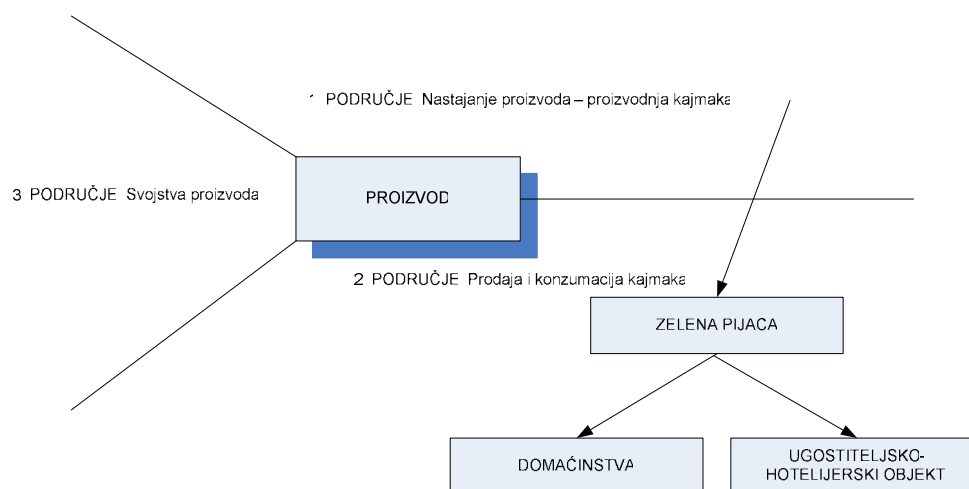 1 PODRUČJE Nastajanje proizvoda – proizvodnja kajmaka
3 PODRUČJE Svojstva proizvoda
PROIZVOD
2 PODRUČJE Prodaja i konzumacija kajmaka
ZELENA PIJACA
DOMAĆINSTVA
UGOSTITELJSKO-
HOTELIJERSKI OBJEKT